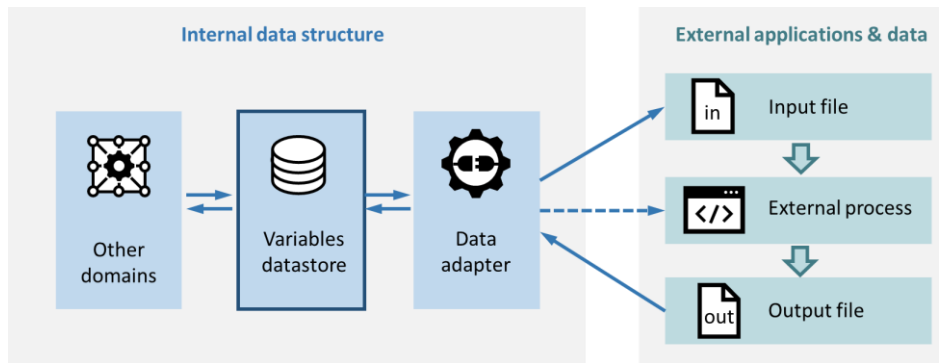 Internal data structure
External applications & data
Other
domains
Variables
datastore
Data
adapter
in
Input file
</>
External process
out
Output file